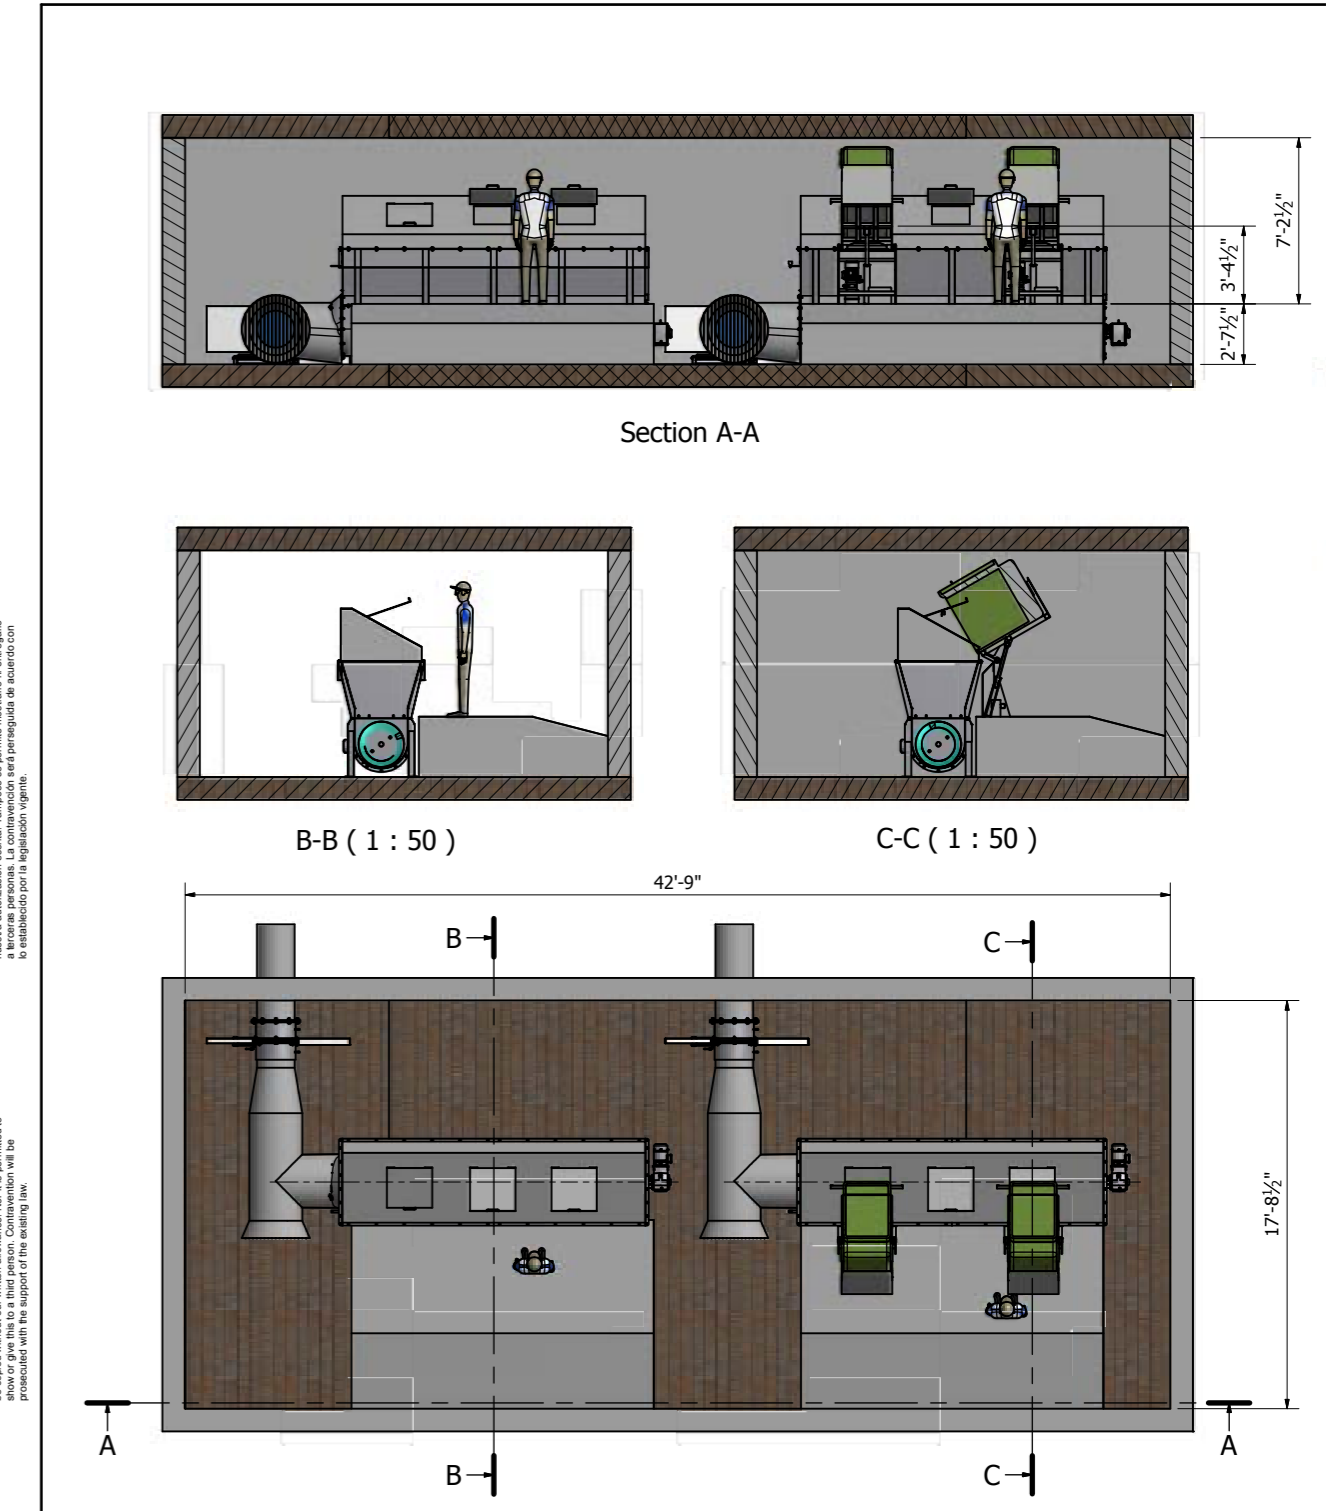 7'-2½"
3'-4½"
2'-7½"
Section A-A
B-B ( 1 : 50 )
C-C ( 1 : 50 )
42'-9"
B
C
17'-8½"
A
A
B
C
a terceras personas. La contravención será perseguida de acuerdo con
lo establecido por la legislación vigente.
show or give this to a third person. Contravention will be
prosecuted with the support of the existing law.